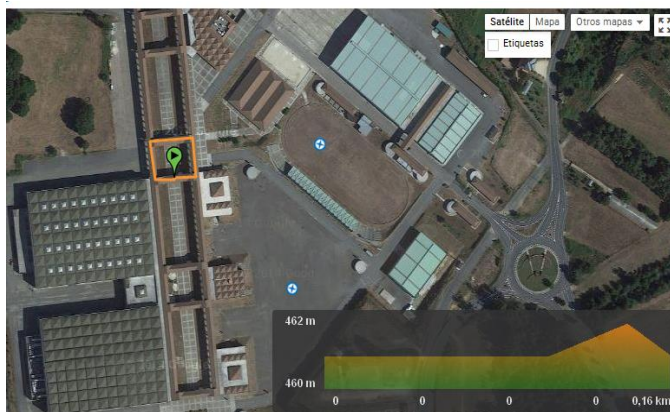 Satélite Mapa Otros mapas
Etiquetas
462 m
460 m
0 0 0 0 0,16 km